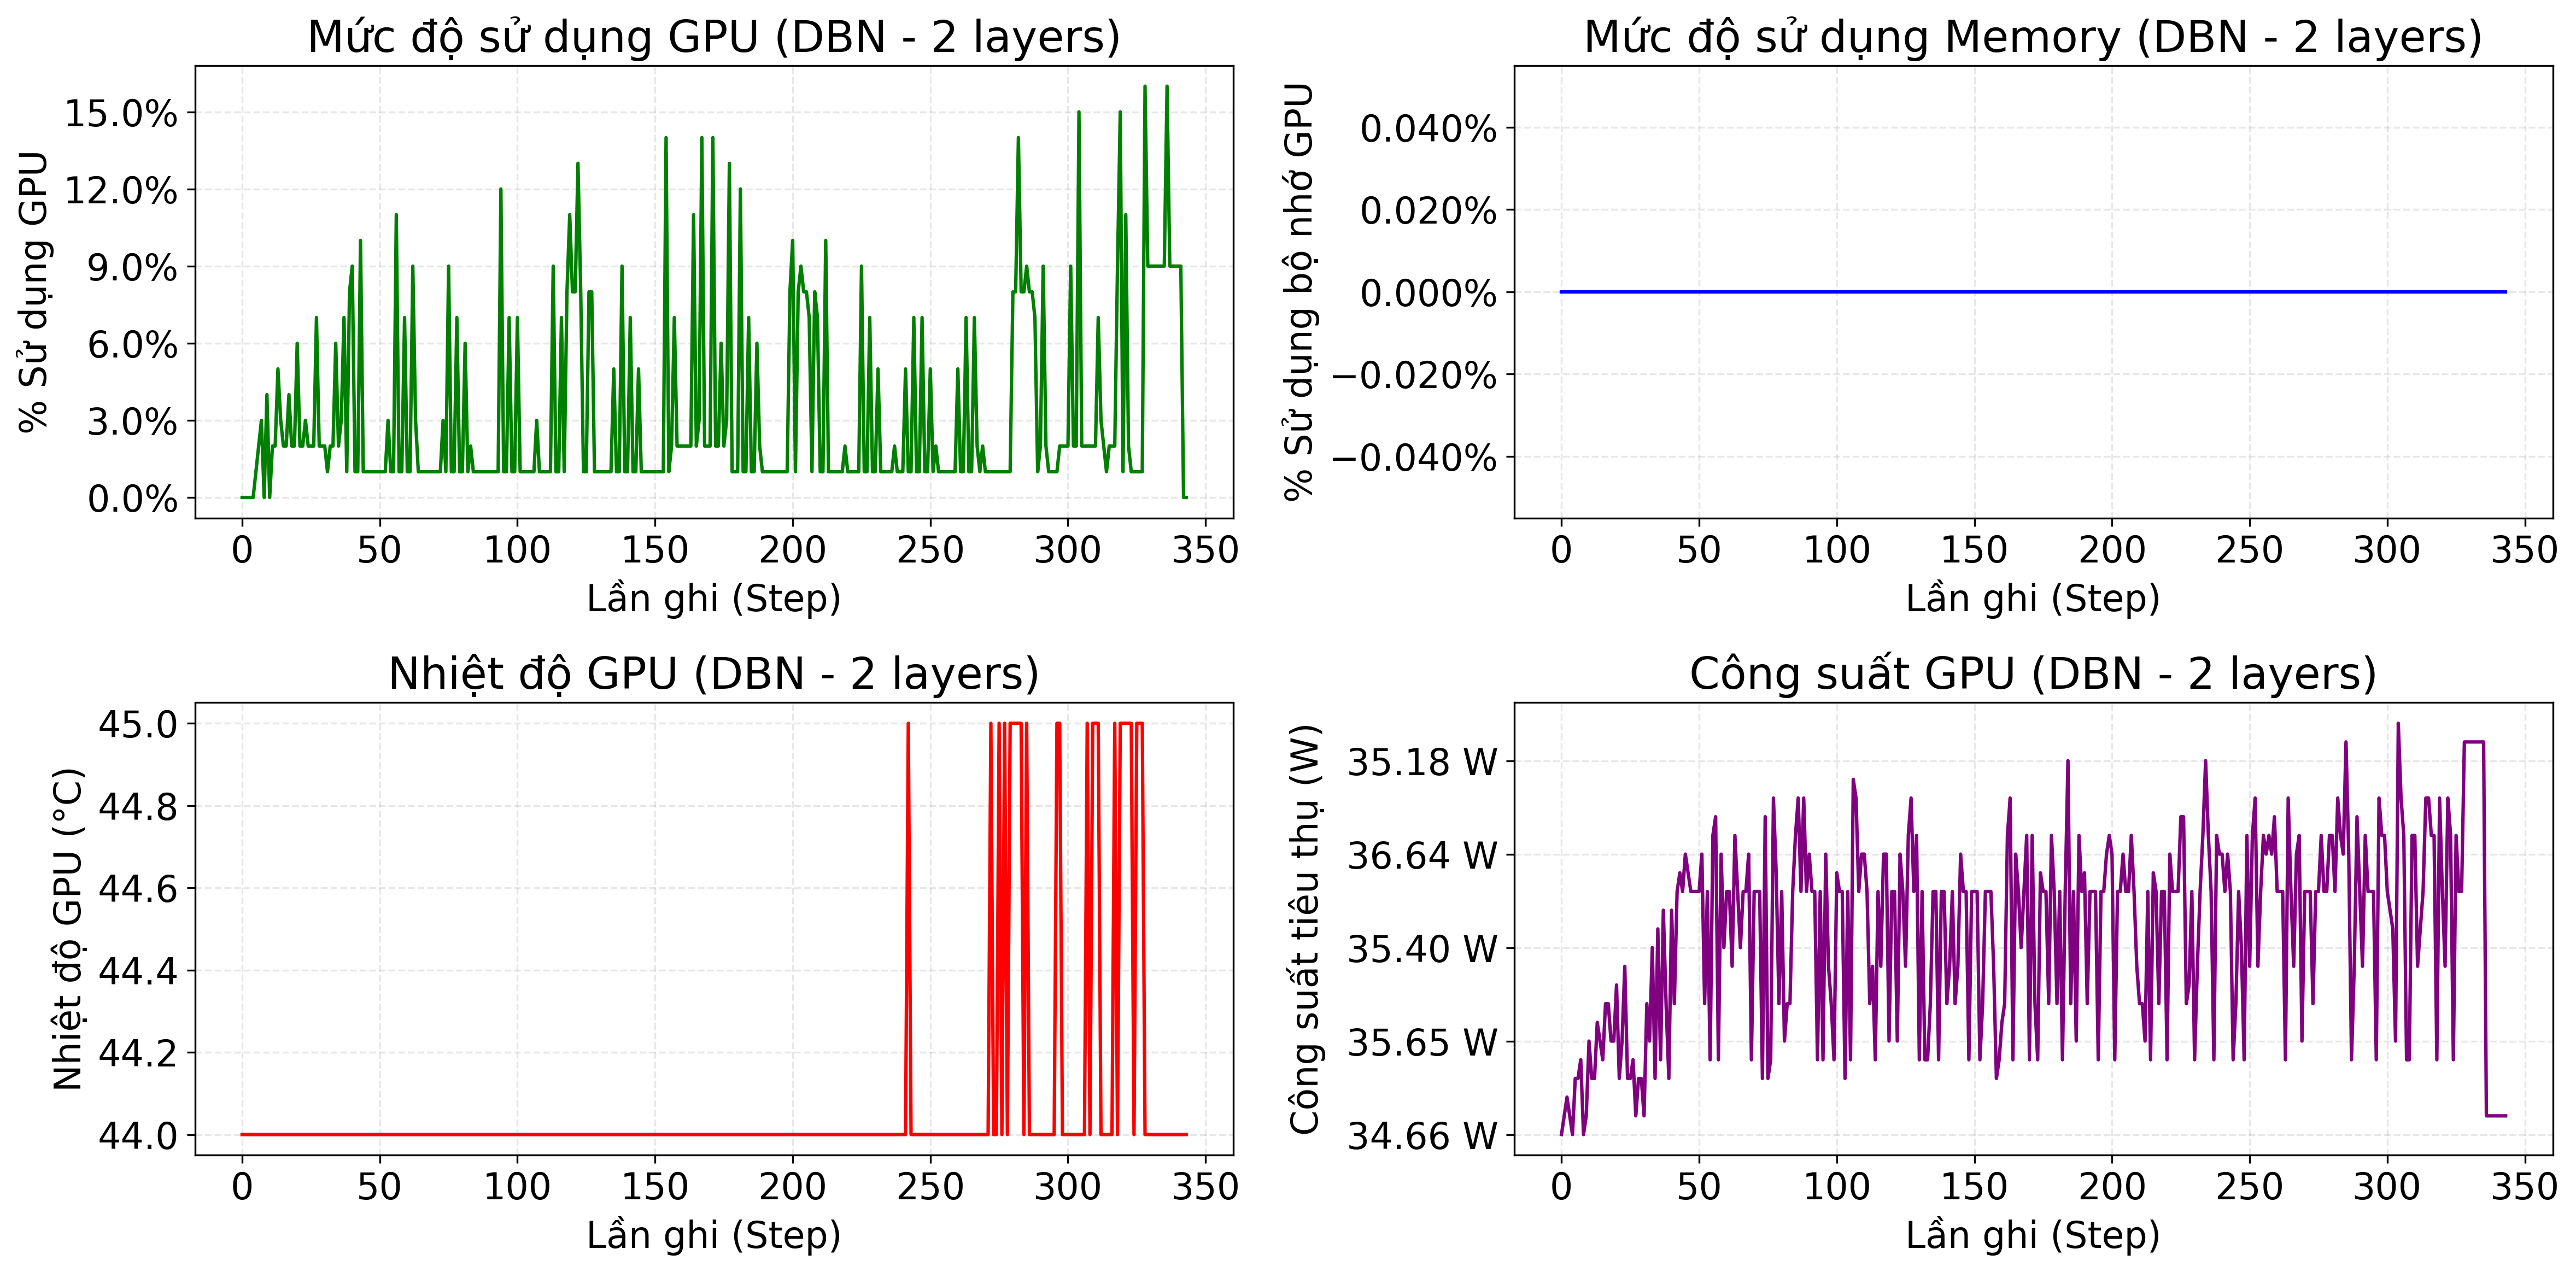 Mức độ sử dụng GPU (DBN - 2 layers)
% Sử dụng GPU
15.0%
12.0%
9.0%
6.0%
3.0%
0.0%
0 50 100 150 200 250 300 350
Lần ghi (Step)
Mức độ sử dụng Memory (DBN - 2 layers)
% Sử dụng bộ nhớ GPU
0.040%
0.020%
0.000%
−0.020%
−0.040%
0 50 100 150 200 250 300 350
Lần ghi (Step)
Nhiệt độ GPU (DBN - 2 layers)
Nhiệt độ GPU (°C)
45.0
44.8
44.6
44.4
44.2
44.0
0 50 100 150 200 250 300 350
Lần ghi (Step)
Công suất GPU (DBN - 2 layers)
Công suất tiêu thụ (W)
35.18 W
36.64 W
35.40 W
35.65 W
34.66 W
0 50 100 150 200 250 300 350
Lần ghi (Step)